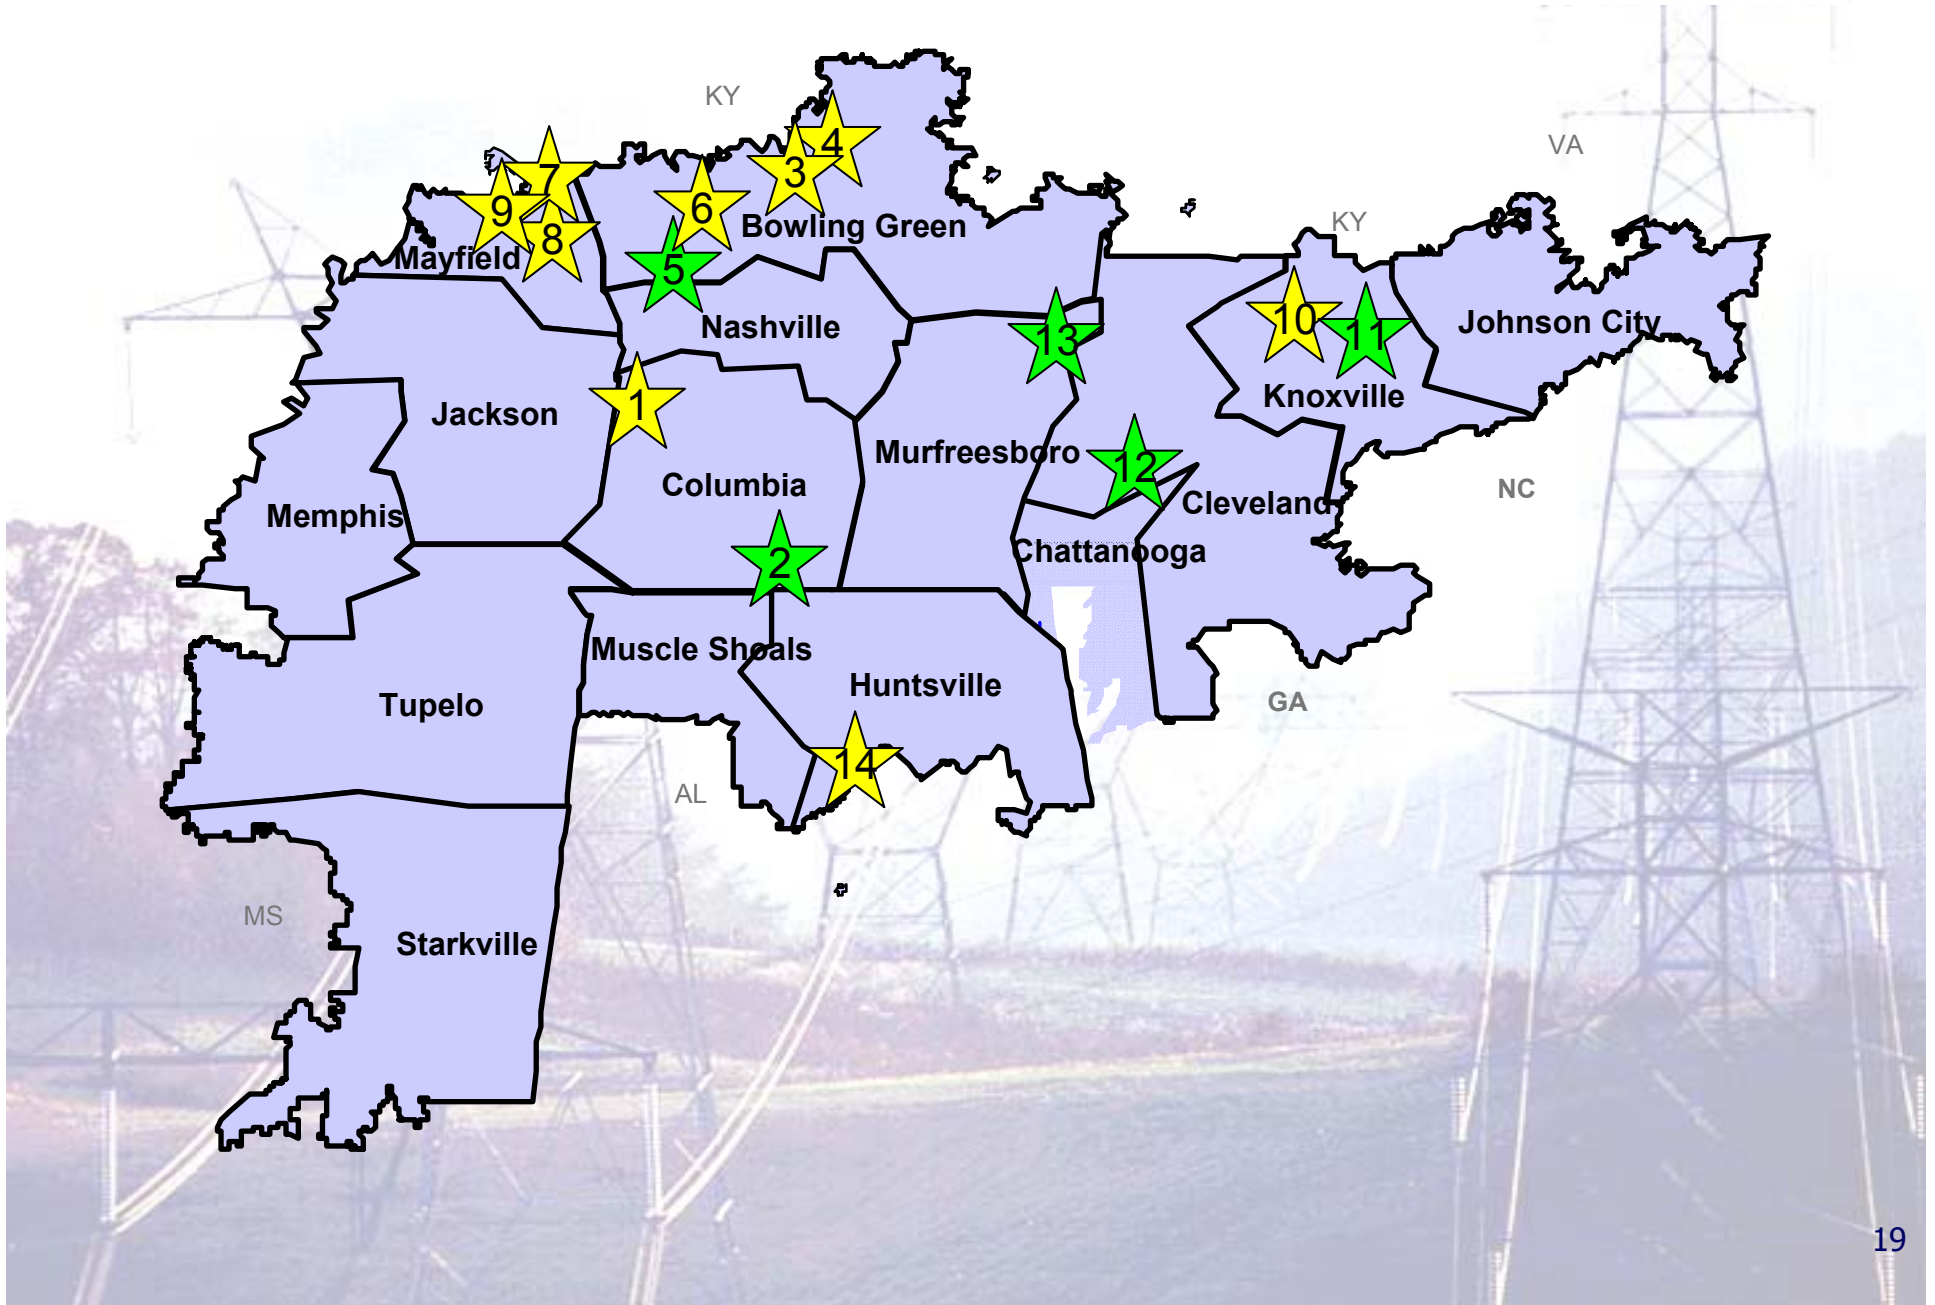 KY
4
VA
3
7
9
6
KY
Bowling Green
8
Mayfield
5
10
Johnson City
Nashville
13
11
Knoxville
1
Jackson
Murfreesboro
12
Columbia
NC
Cleveland
Memphis
Chattanooga
2
Muscle Shoals
Huntsville
GA
Tupelo
14
AL
MS
Starkville
19